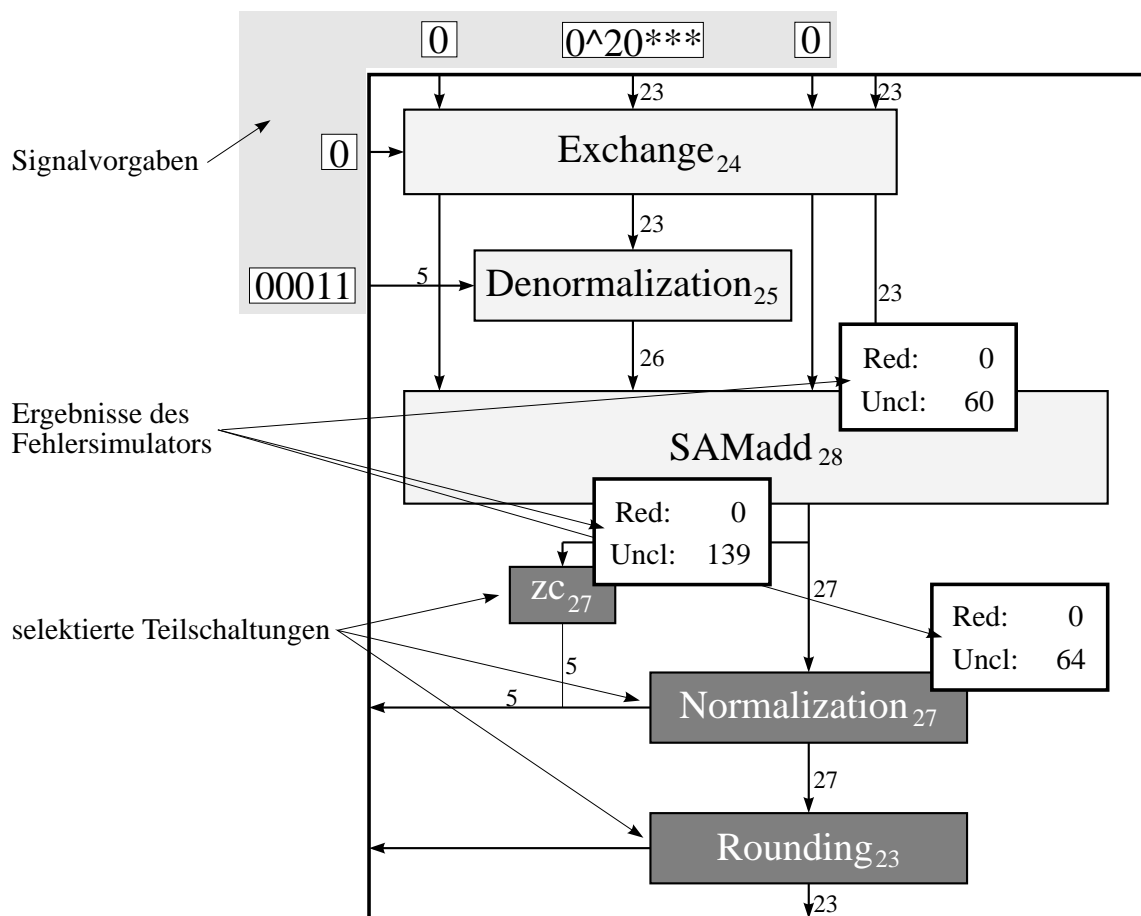 0 0^20*** 0
23 23
Signalvorgaben
0
Exchange24
23
00011
5
Denormalization25
23
26
Red: 0
Uncl: 60
Ergebnisse des
Fehlersimulators
SAMadd28
Red: 0
Uncl: 139
zc27
27
Red: 0
Uncl: 64
selektierte Teilschaltungen
5
5
Normalization27
27
Rounding23
23